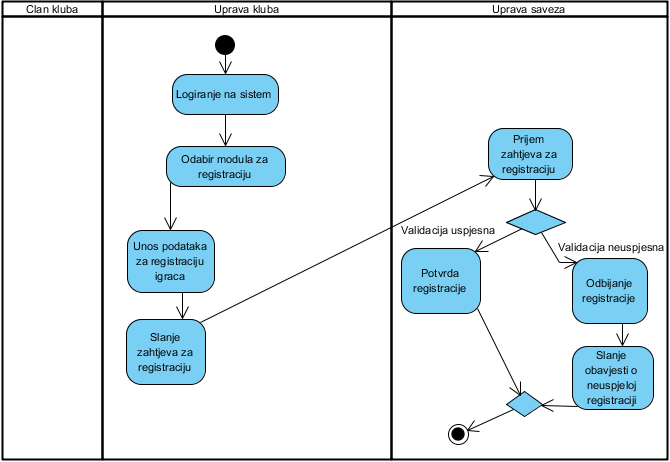 Clan kluba
Uprava kluba
Uprava saveza
Logiranje na sistem
Odabir modula za
registraciju
Unos podataka
za registraciju
igraca
Slanje
zahtjeva za
registraciju
Prijem
zahtjeva za
registraciju
Validacija uspjesna
Validacija neuspjesna
Potvrda
registracije
Odbijanje
registracije
Slanje
obavjesti o
neuspjeloj
registraciji